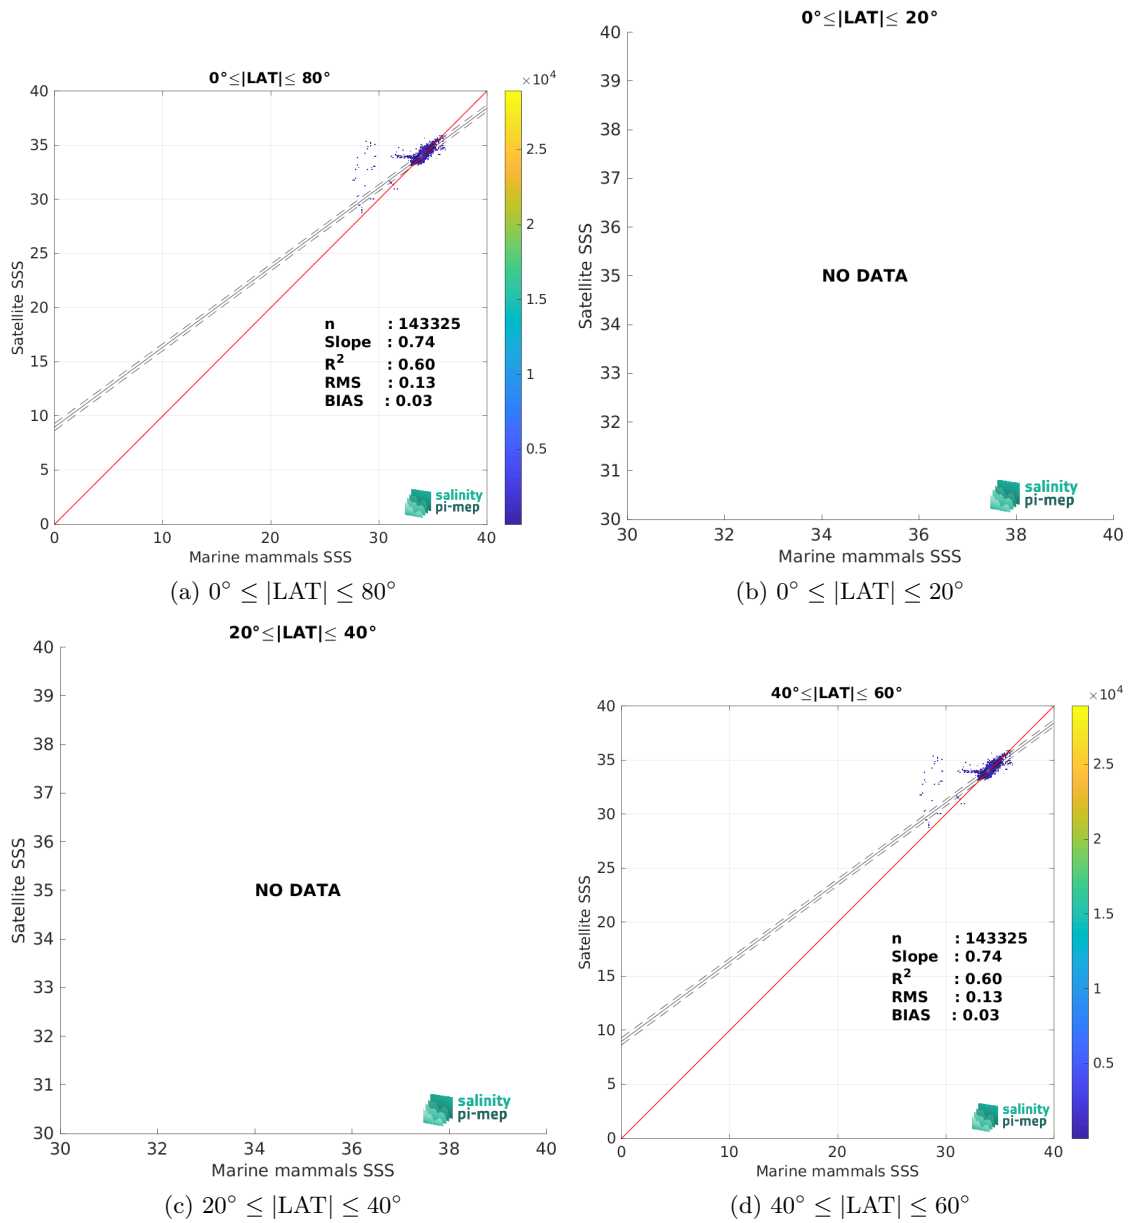 0°≤|LAT|≤ 80°
×10⁴
Satellite SSS
40
35
30
25
20
15
10
5
0
0
10
20
30
40
Marine mammals SSS
2.5
2
1.5
1
0.5
n : 143325
Slope : 0.74
R² : 0.60
RMS : 0.13
BIAS : 0.03
salinity
pi-mep
(a) 0° ≤ |LAT| ≤ 80°
0°≤|LAT|≤ 20°
Satellite SSS
40
39
38
37
36
35
34
33
32
31
30
NO DATA
30
32
34
36
38
40
Marine mammals SSS
salinity
pi-mep
(b) 0° ≤ |LAT| ≤ 20°
20°≤|LAT|≤ 40°
Satellite SSS
40
39
38
37
36
35
34
33
32
31
30
NO DATA
30
32
34
36
38
40
Marine mammals SSS
salinity
pi-mep
(c) 20° ≤ |LAT| ≤ 40°
40°≤|LAT|≤ 60°
×10⁴
Satellite SSS
40
35
30
25
20
15
10
5
0
0
10
20
30
40
Marine mammals SSS
2.5
2
1.5
1
0.5
n : 143325
Slope : 0.74
R² : 0.60
RMS : 0.13
BIAS : 0.03
salinity
pi-mep
(d) 40° ≤ |LAT| ≤ 60°